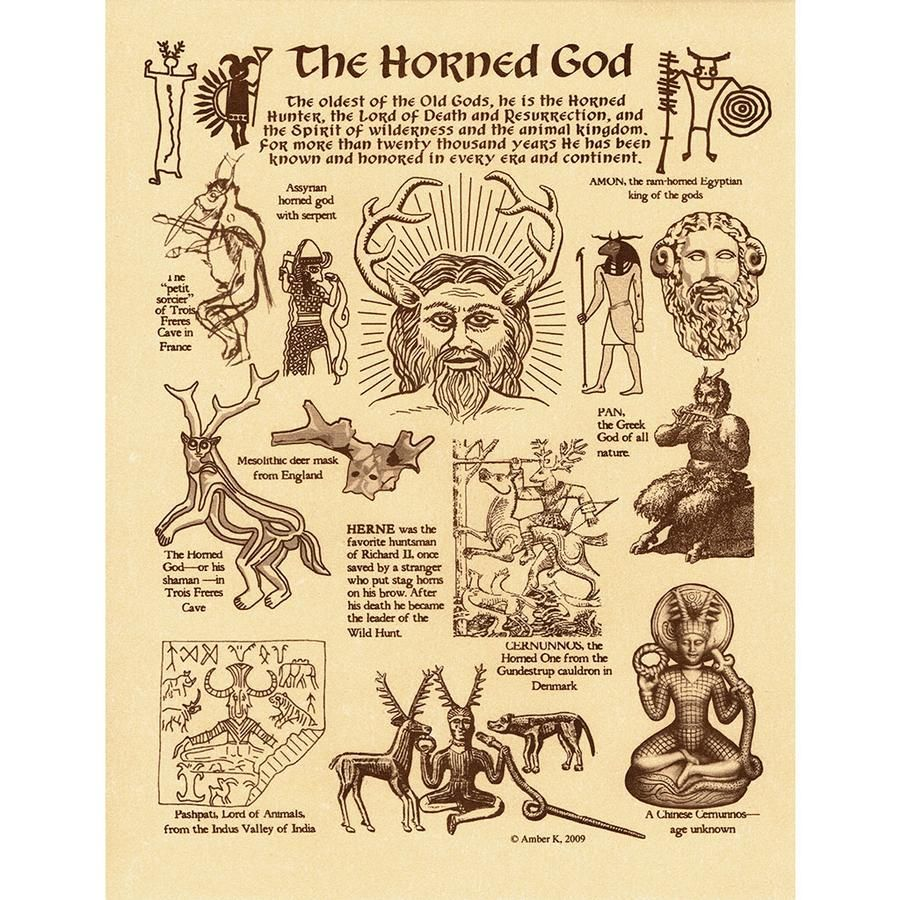 The Horned God
The oldest of the Old Gods, he is the Horned
Hunter, the Lord of Death and Resurrection, and
the Spirit of wilderness and the animal kingdom.
For more than twenty thousand years He has been
known and honored in every era and continent.
Assyrian
horned god
with serpent
AMON, the ram-horned Egyptian
king of the gods
The
"petit
sorcier"
of Trois
Freres
Cave in
France
PAN,
the Greek
God of all
nature.
Mesolithic deer mask
from England
The Horned
God—or his
shaman —in
Trois Freres
Cave
HERNE was the
favorite huntsman
of Richard II, once
saved by a stranger
who put stag horns
on his brow. After
his death he became
the leader of the
Wild Hunt.
CERNUNNOS, the
Horned One from the
Gundestrup cauldron in
Denmark
Pashpati, Lord of Animals,
from the Indus Valley of India
A Chinese Cernunnos—
age unknown
© Amber K, 2009